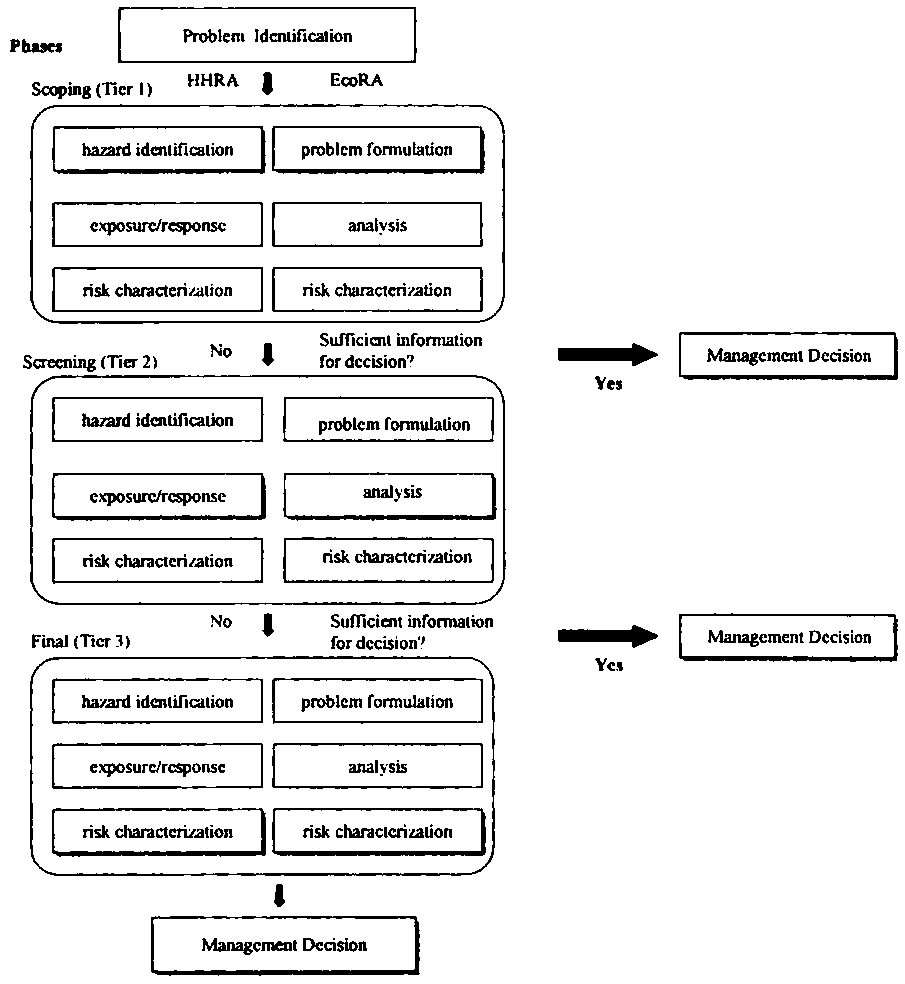 Problem Identification
Phases
HHRA EcoRA
Scoping (Tier 1)
hazard identification problem formulation
exposure/response analysis
risk characterization risk characterization
No Sufficient information
for decision?
Management Decision
Yes
Screening (Tier 2)
hazard identification problem formulation
exposure/response analysis
risk characterization risk characterization
No Sufficient information
for decision?
Management Decision
Yes
Final (Tier 3)
hazard identification problem formulation
exposure/response analysis
risk characterization risk characterization
Management Decision